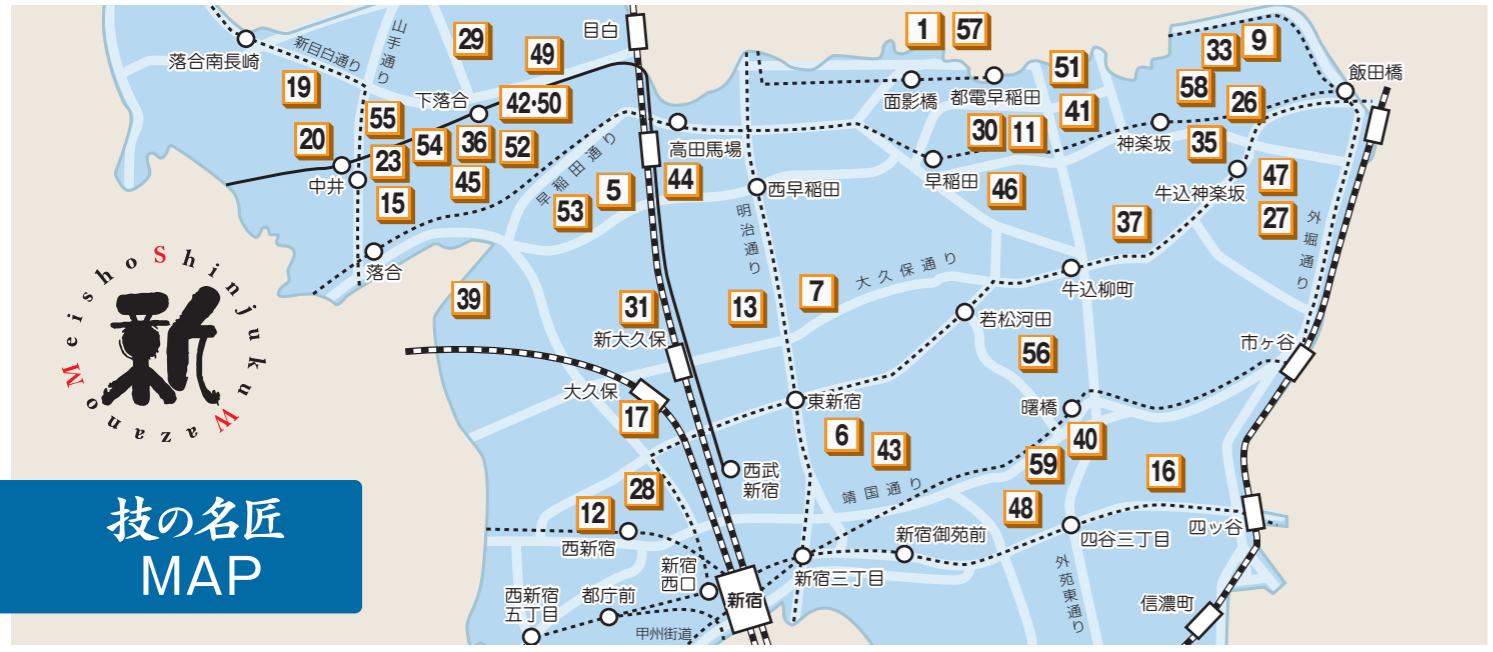 目白
落合南長崎
新目白通り
山手通り
29
49
1
57
51
33
9
飯田橋
19
55
下落合
42・50
面影橋
都電早稲田
41
58
26
20
23
54
36
52
高田馬場
30
11
神楽坂
35
中井
15
45
早稲田通り
53
5
44
西早稲田
早稲田
46
牛込神楽坂
47
27
37
外堀通り
落合
明治通り
大久保通り
牛込柳町
39
31
13
7
新大久保
若松河田
56
市ヶ谷
Meisho Shinjuku Wazano
新
大久保
17
東新宿
6
43
曙橋
40
59
16
西武
新宿
28
12
靖国通り
48
西新宿
新宿御苑前
四谷三丁目
四ッ谷
技の名匠
MAP
新宿
西口
新宿三丁目
外苑東通り
西新宿
五丁目
都庁前
新宿
信濃町
甲州街道